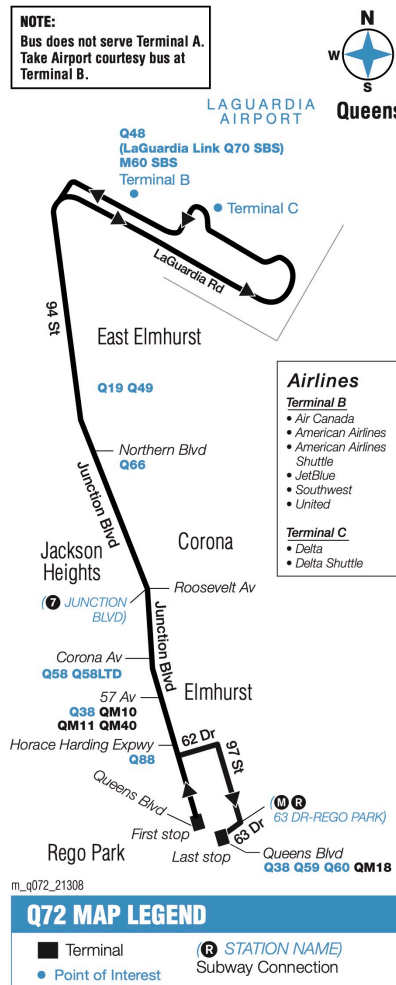 NOTE:
Bus does not serve Terminal A.
Take Airport courtesy bus at
Terminal B.
N
W
S
Queens
LAGUARDIA
AIRPORT
Q48
(LaGuardia Link Q70 SBS)
M60 SBS
Terminal B
Terminal C
LaGuardia Rd
94 St
East Elmhurst
Q19 Q49
Airlines
Terminal B
• Air Canada
• American Airlines
• American Airlines
Shuttle
• JetBlue
• Southwest
• United
Terminal C
• Delta
• Delta Shuttle
Northern Blvd
Q66
Junction Blvd
Corona
Jackson
Heights
Roosevelt Av
(7 JUNCTION
BLVD)
Junction Blvd
Corona Av
Q58 Q58LTD
Elmhurst
57 Av
Q38 QM10
QM11 QM40
Horace Harding Expwy
Q88
62 Dr
97 St
Queens Blvd
First stop
(M R
63 DR-REGO PARK)
63 Dr
Rego Park
Last stop
Queens Blvd
Q38 Q59 Q60 QM18
m_q072_21308
Q72 MAP LEGEND
Terminal
(R STATION NAME)
Subway Connection
Point of Interest